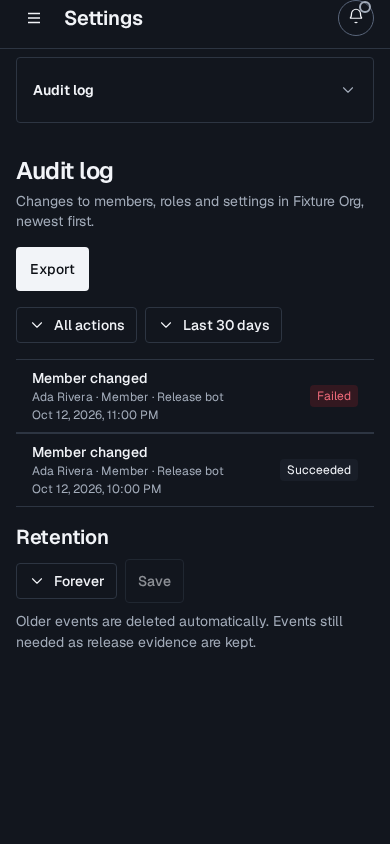 Settings
Audit log
Audit log
Changes to members, roles and settings in Fixture Org,
newest first.
Export
All actions
Last 30 days
Member changed
Ada Rivera · Member · Release bot
Oct 12, 2026, 11:00 PM
Failed
Member changed
Ada Rivera · Member · Release bot
Oct 12, 2026, 10:00 PM
Succeeded
Retention
Forever
Save
Older events are deleted automatically. Events still
needed as release evidence are kept.